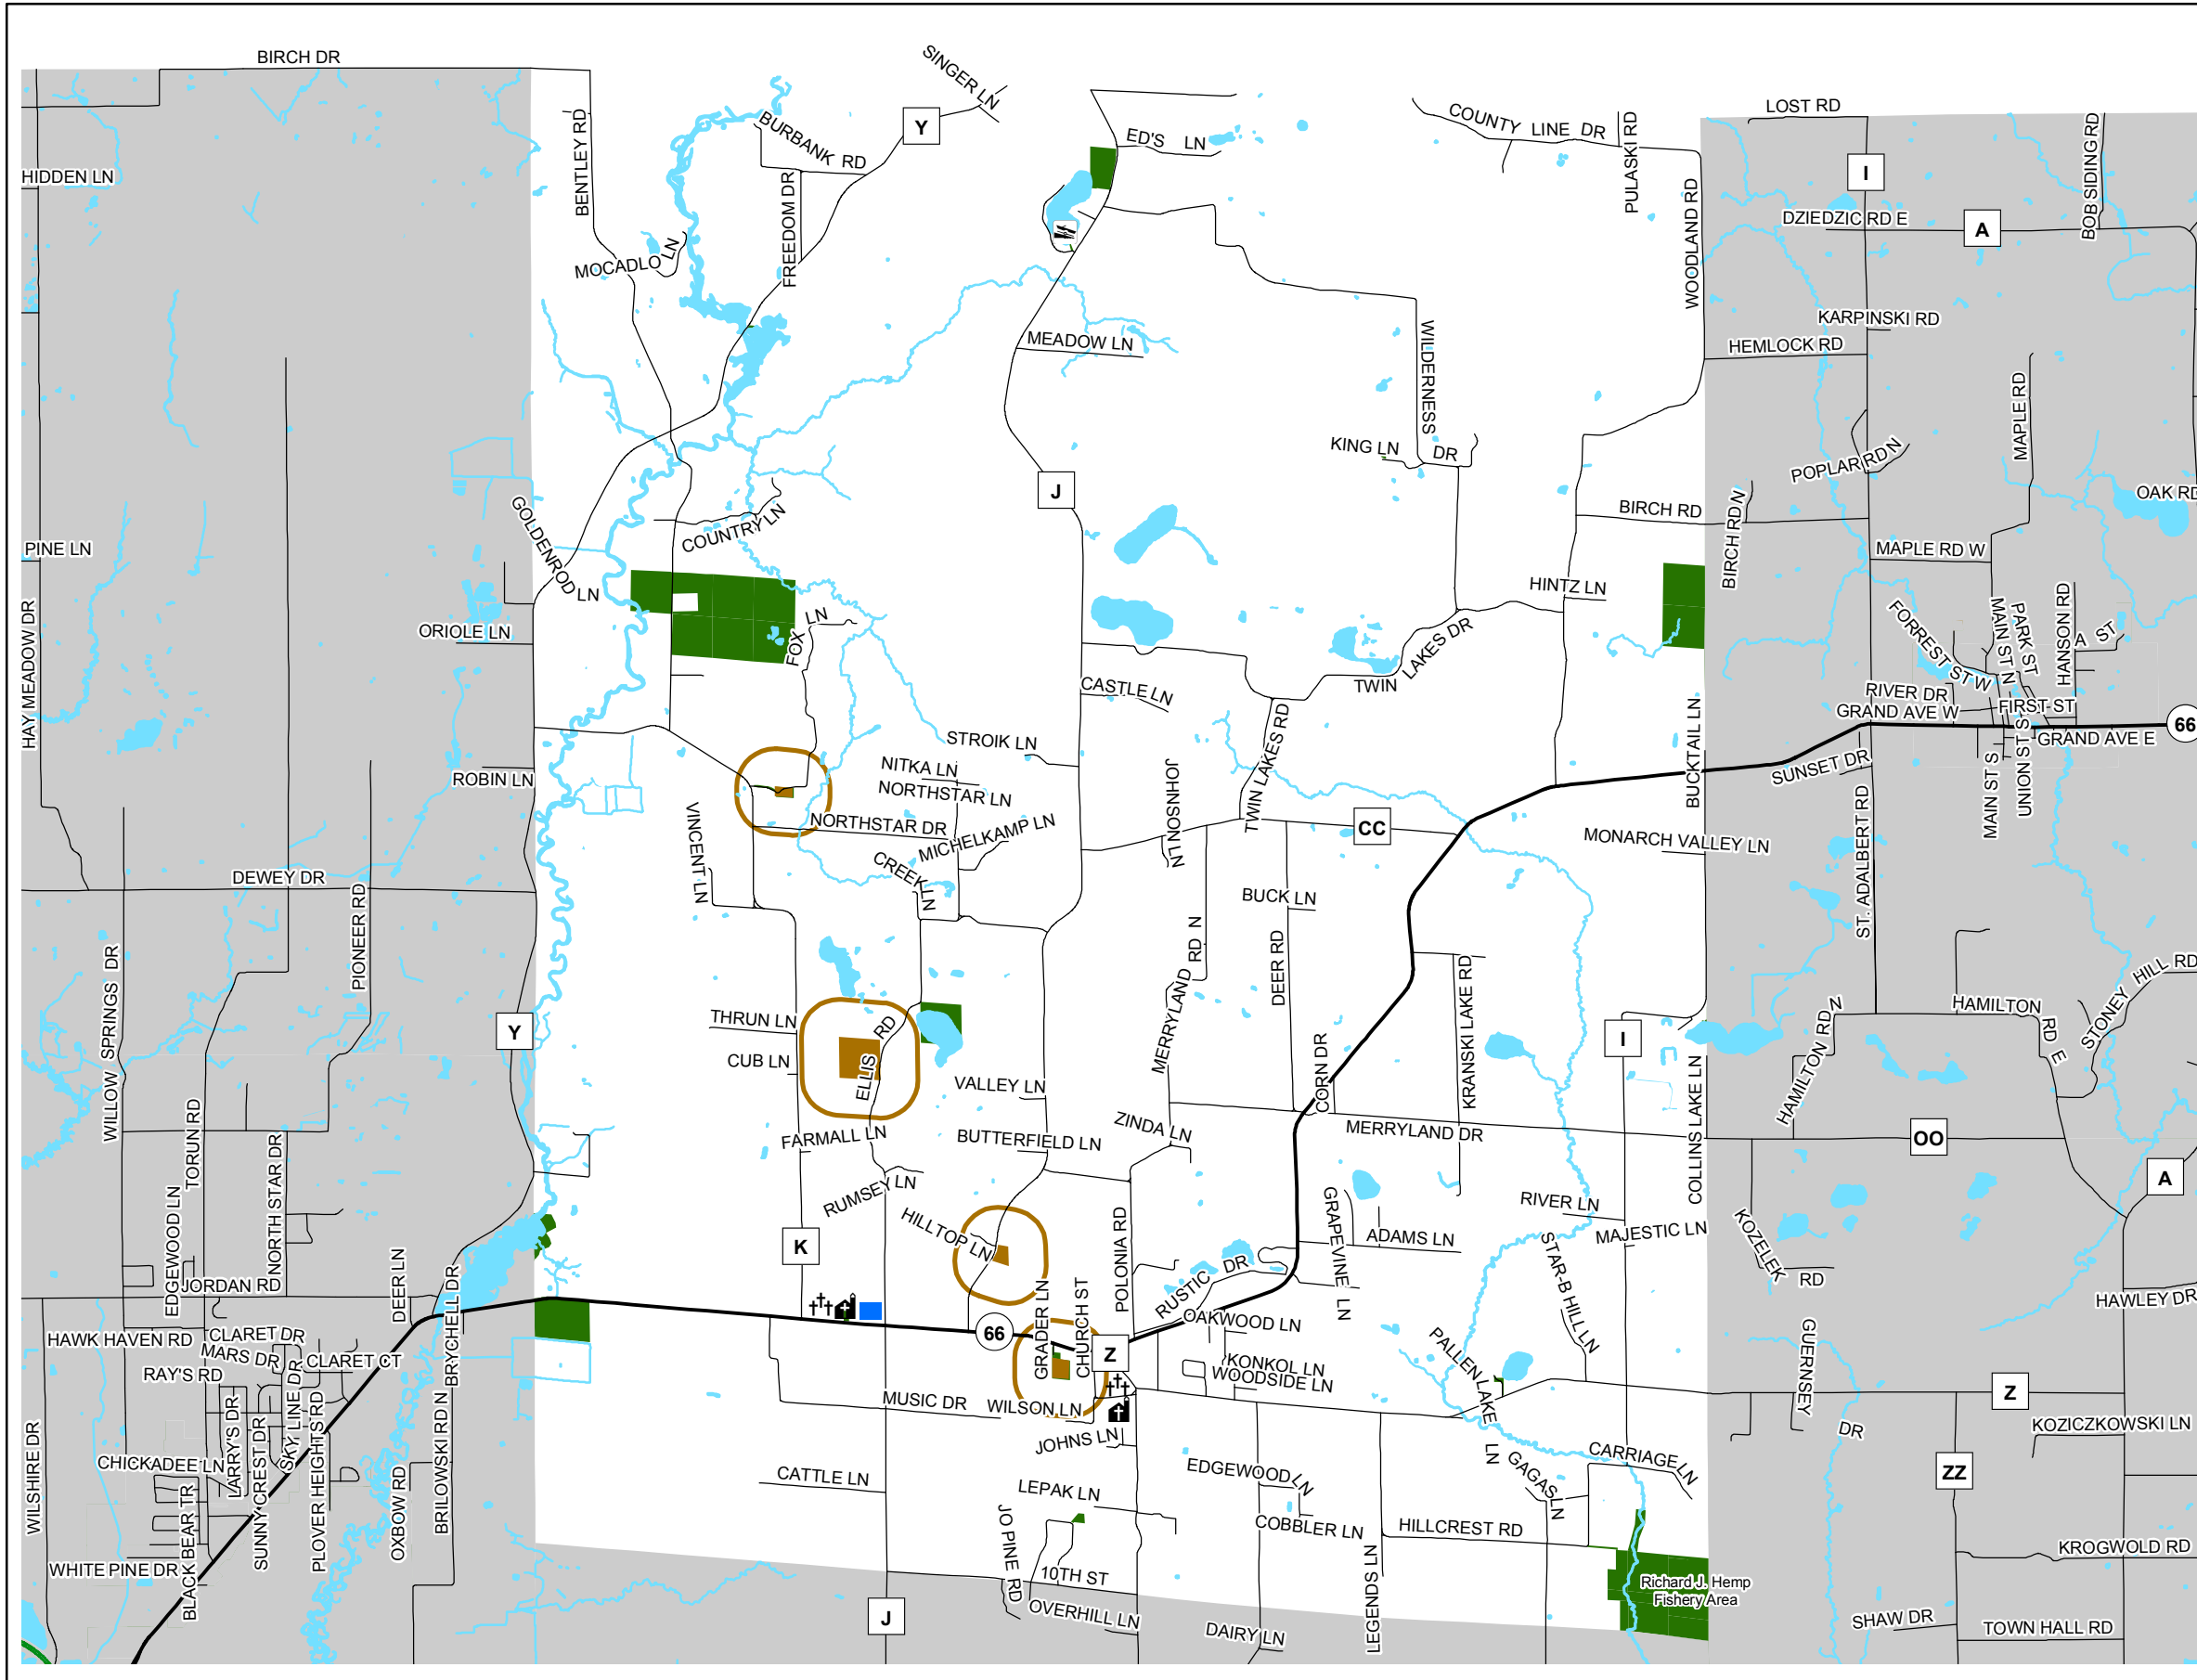 BIRCH DR
SINGER LN
Y
BURBANK RD
BENTLEY RD
ED'S LN
COUNTY LINE DR
PULASKI RD
LOST RD
BOB SIDING RD
I
HIDDEN LN
FREEDOM DR
WOODLAND RD
DZIEDZIC RD E
A
MOCADLO LN
MEADOW LN
WILDERNESS DR
KARPINSKI RD
HEMLOCK RD
MAPLE RD
KING LN
POPLAR RD N
J
OAK RD
GOLDENROD LN
COUNTRY LN
BIRCH RD
BIRCH RD N
PINE LN
MAPLE RD W
HINTZ LN
HAY MEADOW DR
ORIOLE LN
FOX LN
TWIN LAKES DR
FORREST ST W
MAIN ST N
PARK ST
HANSON RD
A ST
CASTLE LN
RIVER DR
GRAND AVE W
FIRST ST
66
GRAND AVE E
STROIK LN
TWIN LAKES RD
BUCKTAIL LN
SUNSET DR
MAIN ST S
UNION ST S
ROBIN LN
NITKA LN
NORTHSTAR LN
JOHNSON LN
VINCENT LN
NORTHSTAR DR
MICHELKAMP LN
CC
MONARCH VALLEY LN
ST. ADALBERT RD
CREEK LN
DEWEY DR
PIONEER RD
BUCK LN
WILLOW SPRINGS DR
MERRYLAND RD N
DEER RD
KRANSKI LAKE RD
STONEY HILL RD
HAMILTON RD E
HAMILTON RD N
THRUN LN
ELLIS RD
Y
I
CUB LN
CORN DR
COLLINS LAKE LN
VALLEY LN
TORUN RD
FARMALL LN
BUTTERFIELD LN
ZINDA LN
MERRYLAND DR
OO
NORTH STAR DR
A
EDGEWOOD LN
RUMSEY LN
HILLTOP LN
POLONIA RD
GRAPEVINE LN
RIVER LN
MAJESTIC LN
KOZELEK RD
ADAMS LN
STAR-B HILL LN
K
JORDAN RD
DEER LN
BRYCHELL DR
GRADER LN
CHURCH ST
RUSTIC DR
HAWLEY DR
HAWK HAVEN RD
CLARET DR
MARS DR
CLARET CT
RAY'S RD
66
OAKWOOD LN
Z
KONKOL LN
WOODSIDE LN
PALLEN LAKE LN
GUERNSEY DR
Z
MUSIC DR
WILSON LN
KOZICZKOWSKI LN
WILSHIRE DR
LARRY'S DR
SUNNYCREST DR
SKY LINE DR
PLOVER HEIGHTS RD
JOHNS LN
CHICKADEE LN
CATTLE LN
EDGEWOOD LN
GAGAS LN
CARRIAGE LN
ZZ
BLACK BEAR TR
OXBOW RD
BRILOWSKI RD N
LEPAK LN
JO PINE RD
COBBLER LN
HILLCREST RD
KROGWOLD RD
WHITE PINE DR
10TH ST
LEGENDS LN
Richard J. Hemp
Fishery Area
J
OVERHILL LN
DAIRY LN
SHAW DR
TOWN HALL RD